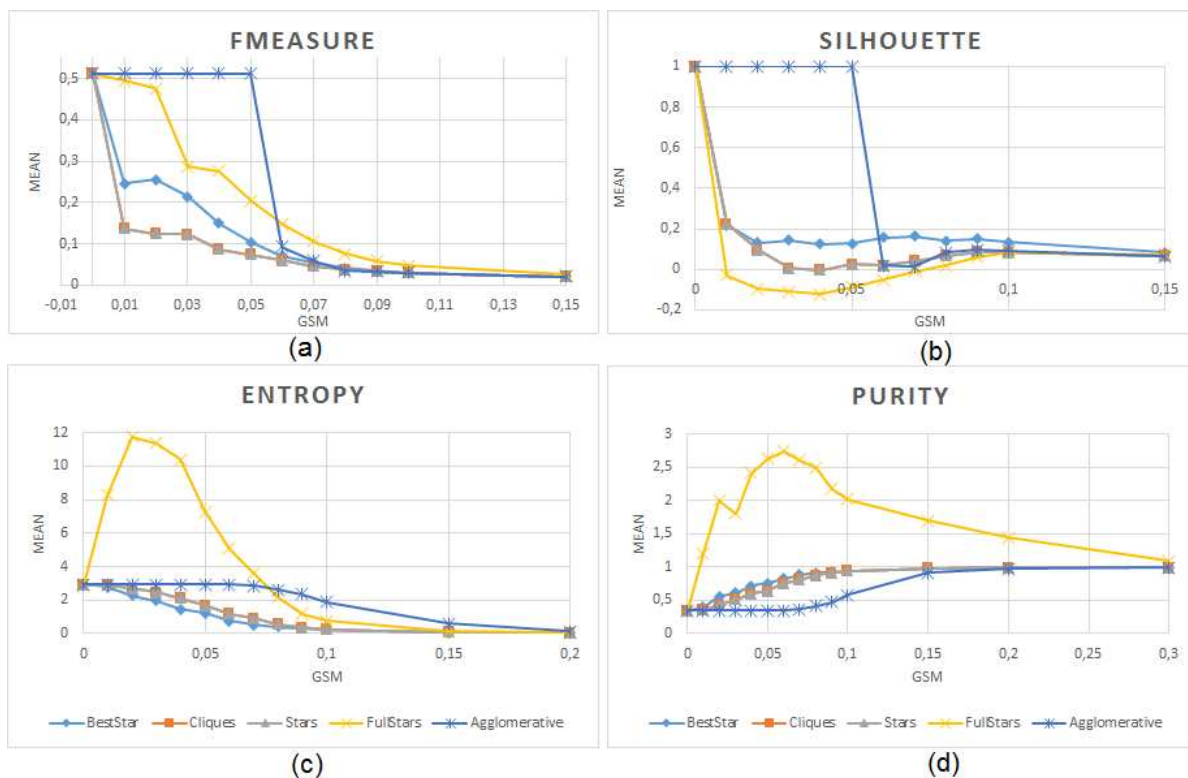 FMEASURE
0,5
0,4
0,3
0,2
0,1
0
MEAN
-0,01 0,01 0,03 0,05 0,07 0,09 0,11 0,13 0,15
GSM
(a)
SILHOUETTE
1
0,8
0,6
0,4
0,2
0
-0,2
MEAN
0 0,05 0,1 0,15
GSM
(b)
ENTROPY
12
10
8
6
4
2
0
MEAN
0 0,05 0,1 0,15 0,2
GSM
BestStar Cliques Stars FullStars Agglomerative
(c)
PURITY
3
2,5
2
1,5
1
0,5
0
MEAN
0 0,05 0,1 0,15 0,2 0,25 0,3
GSM
BestStar Cliques Stars FullStars Agglomerative
(d)